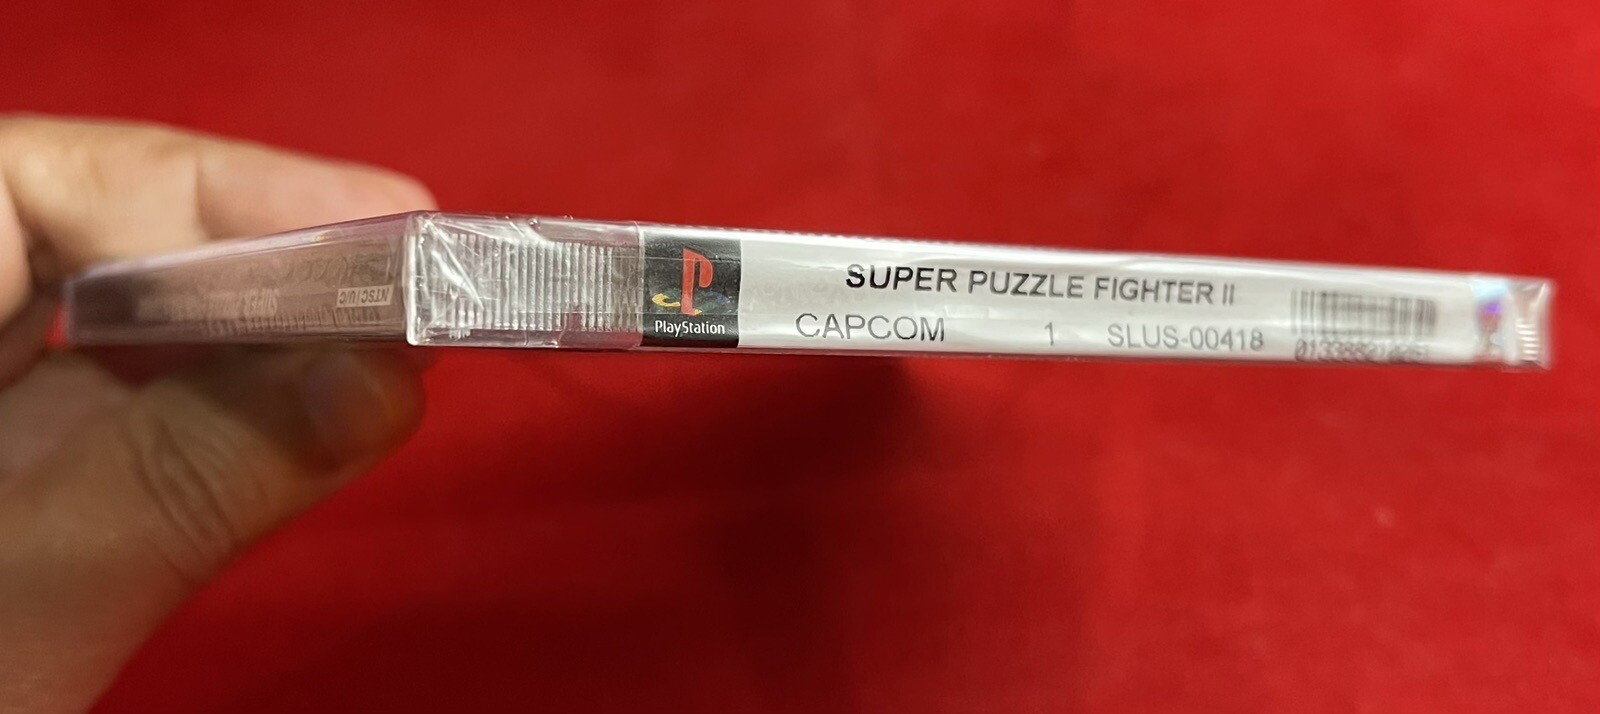 NTSC U/C
PlayStation
SUPER PUZZLE FIGHTER II
CAPCOM 1 SLUS-00418